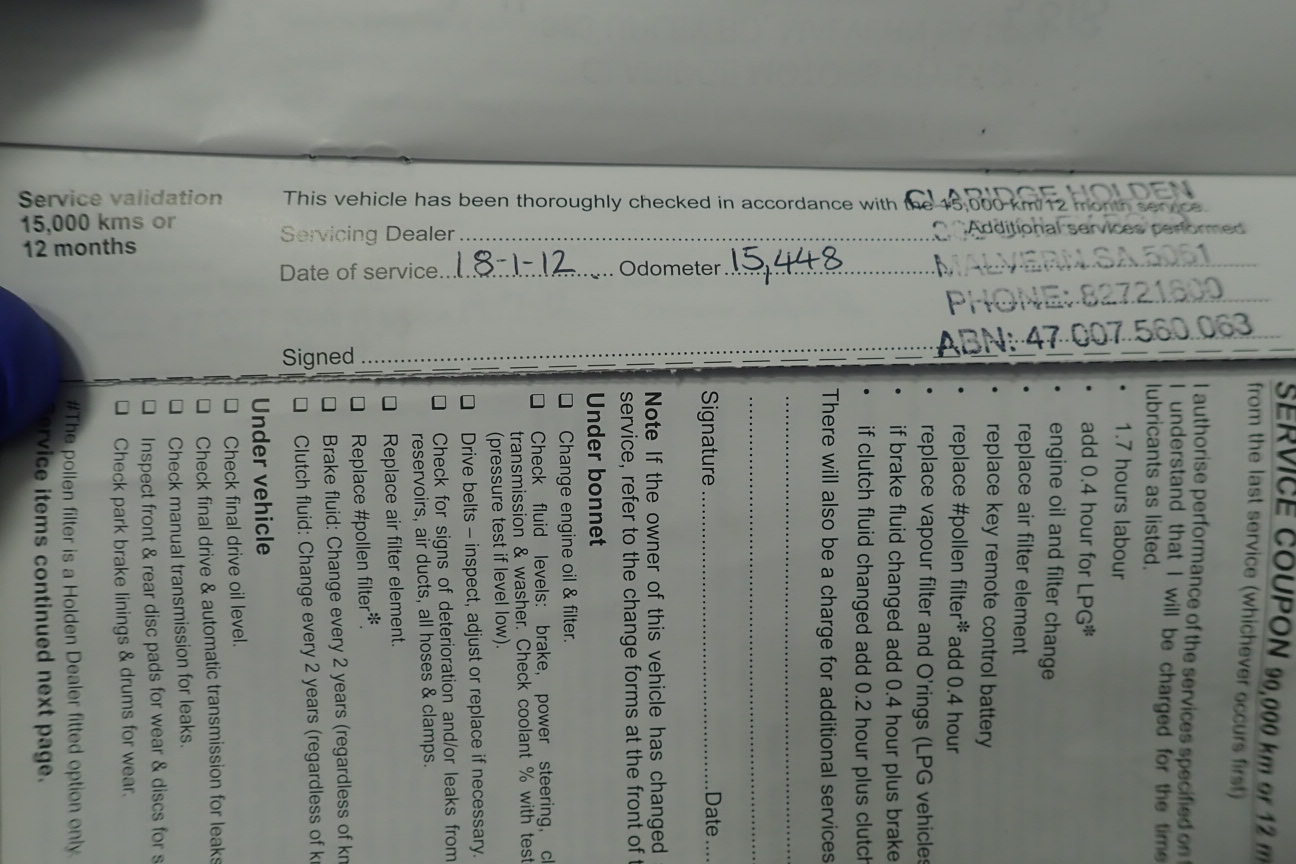 Service validation
15,000 kms or
12 months
This vehicle has been thoroughly checked in accordance with the 15,000 km/12 month service.
CLARIDGE HOLDEN
Servicing Dealer
Additional services performed
Date of service 18-1-12 Odometer 15,448
MALVERN SA 5061
PHONE: 82721600
Signed
ABN: 47 007 560 063
SERVICE COUPON 90,000 km or 12 m
from the last service (whichever occurs first)
I authorise performance of the services specified on
I understand that I will be charged for the time
lubricants as listed.
• 1.7 hours labour
• add 0.4 hour for LPG*
• engine oil and filter change
• replace air filter element
• replace key remote control battery
• replace #pollen filter* add 0.4 hour
• replace vapour filter and O'rings (LPG vehicles
• if brake fluid changed add 0.4 hour plus brake
• if clutch fluid changed add 0.2 hour plus clutch
There will also be a charge for additional services
Signature Date
Note If the owner of this vehicle has changed
service, refer to the change forms at the front of t
Under bonnet
☐ Change engine oil & filter.
☐ Check fluid levels: brake, power steering, cl
transmission & washer. Check coolant % with test
(pressure test if level low).
☐ Drive belts – inspect, adjust or replace if necessary.
☐ Check for signs of deterioration and/or leaks from
reservoirs, air ducts, all hoses & clamps.
☐ Replace air filter element.
☐ Replace #pollen filter*.
☐ Brake fluid: Change every 2 years (regardless of km
☐ Clutch fluid: Change every 2 years (regardless of k
Under vehicle
☐ Check final drive oil level.
☐ Check final drive & automatic transmission for leaks
☐ Check manual transmission for leaks.
☐ Inspect front & rear disc pads for wear & discs for s
☐ Check park brake linings & drums for wear.
#The pollen filter is a Holden Dealer fitted option only.
Service items continued next page.